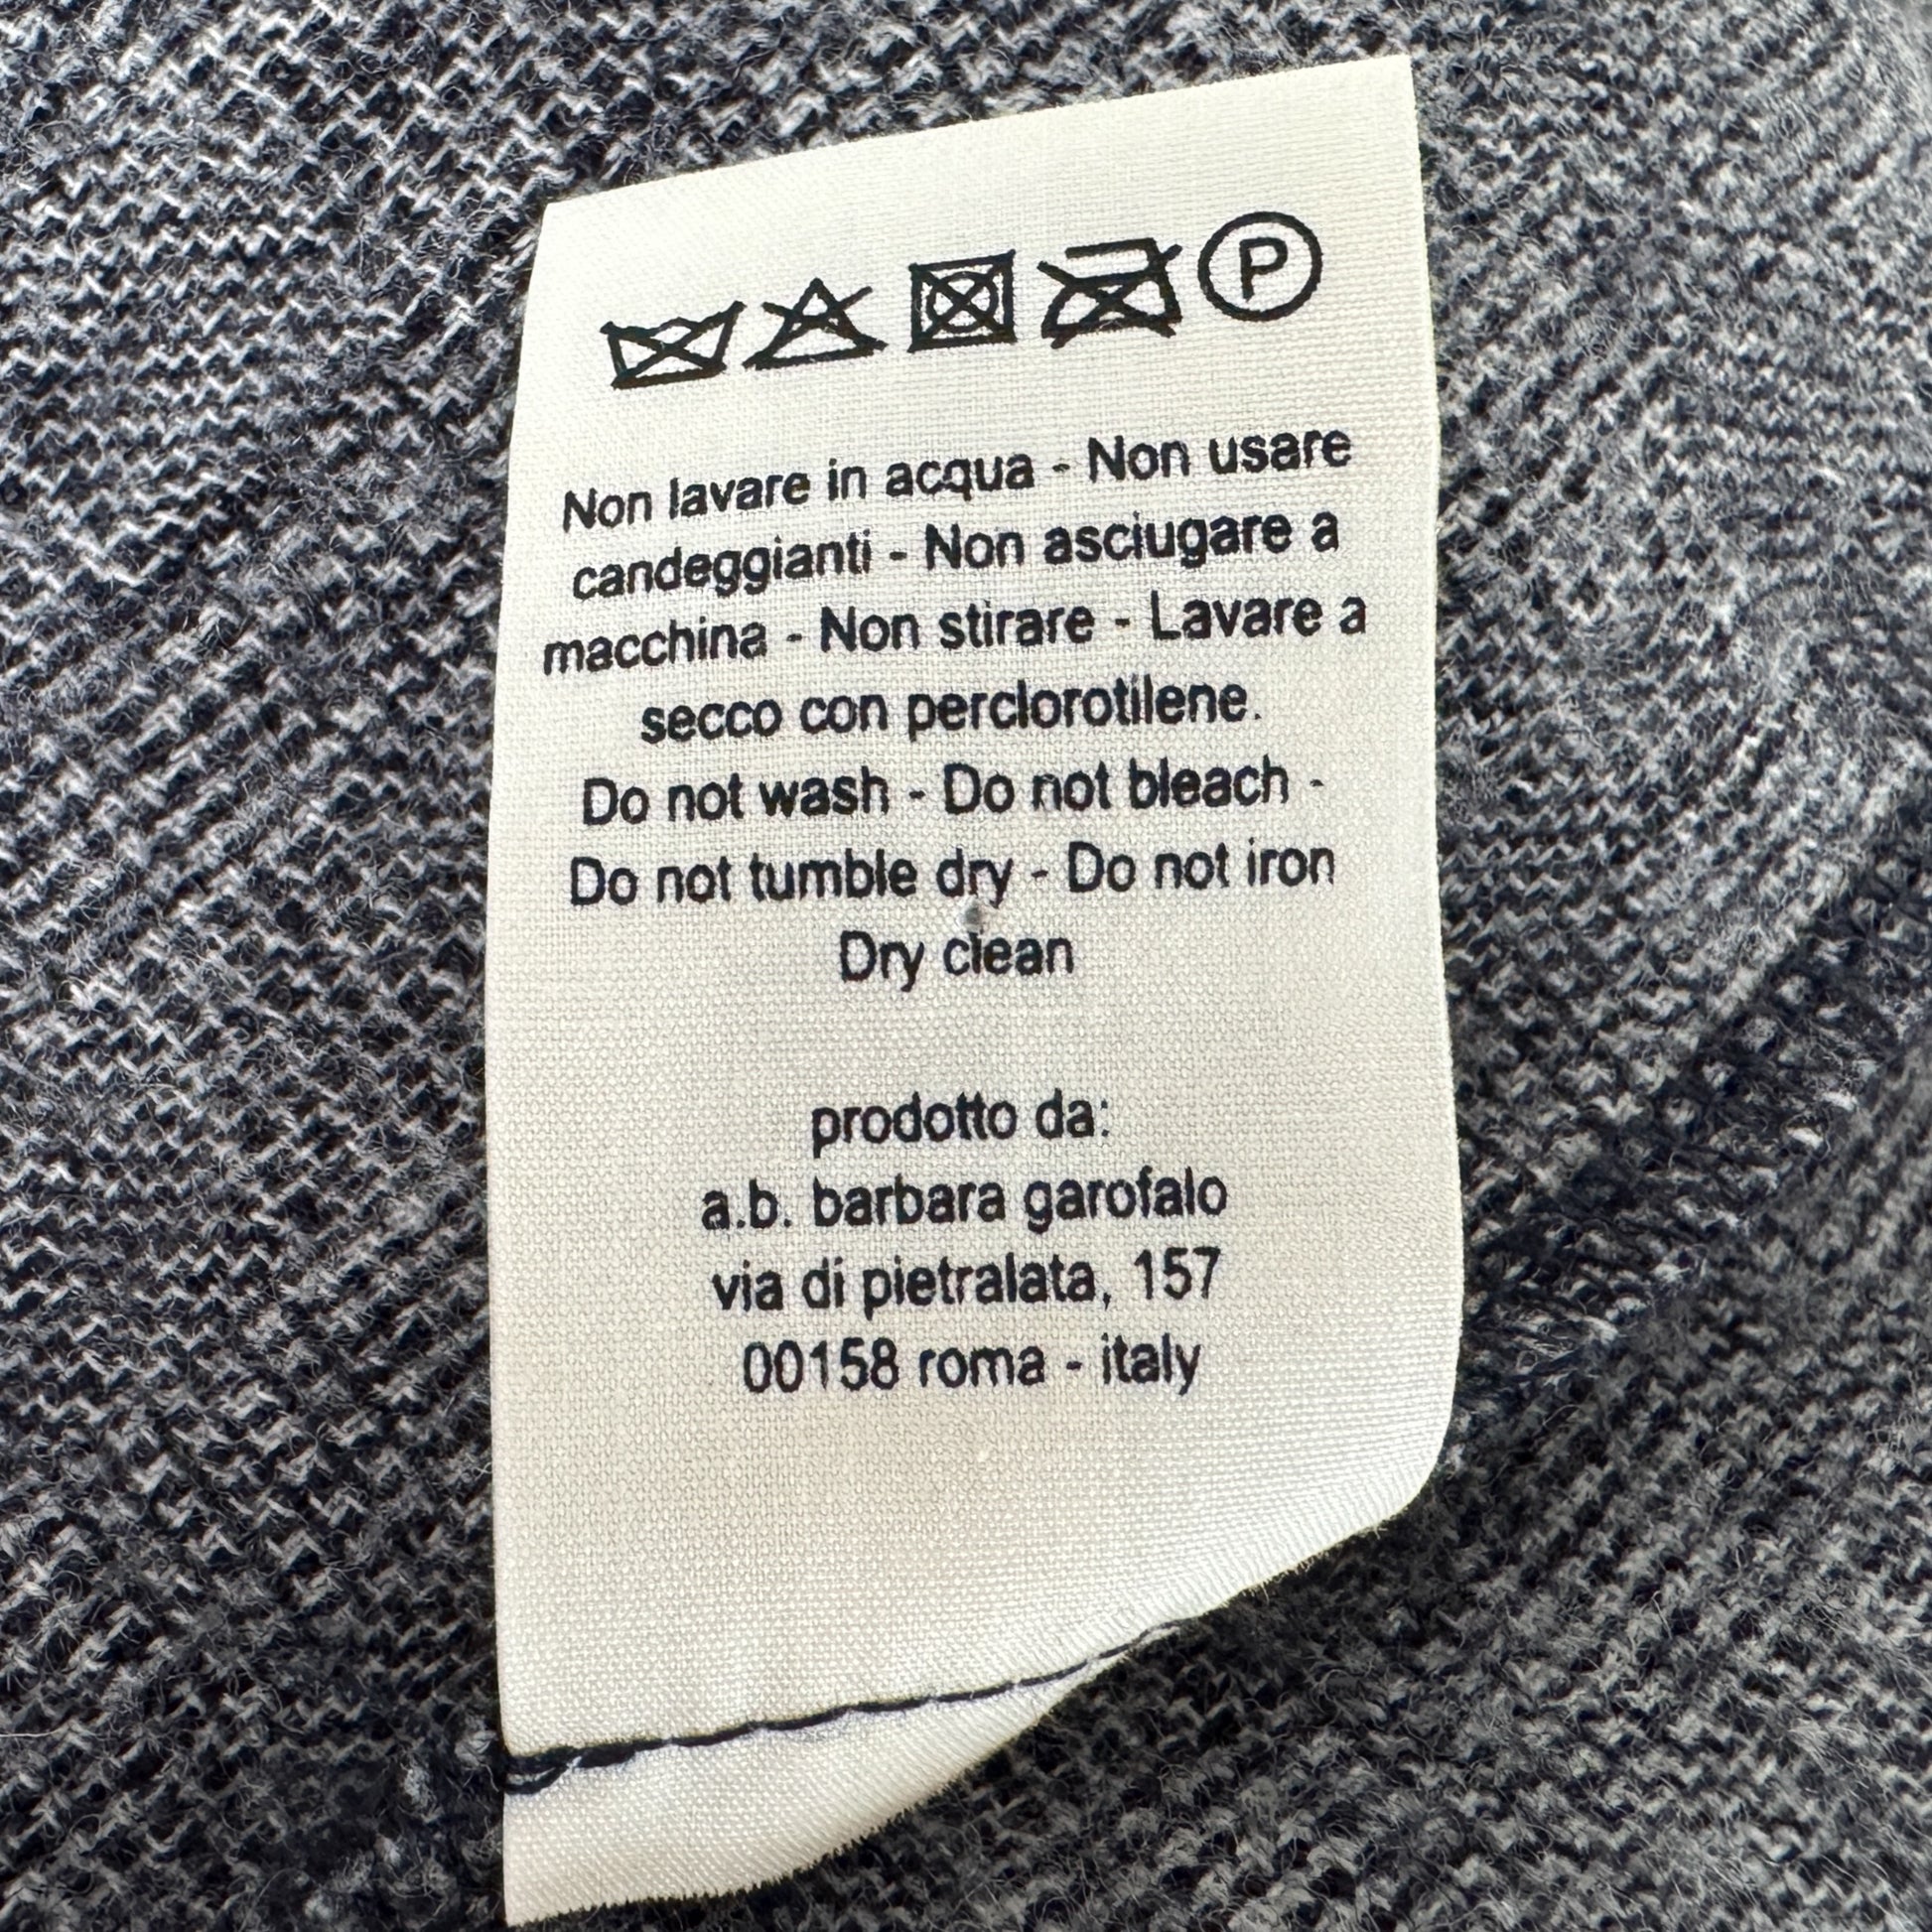 P
Non lavare in acqua - Non usare
candeggianti - Non asciugare a
macchina - Non stirare - Lavare a
secco con perclorotilene.
Do not wash - Do not bleach -
Do not tumble dry - Do not iron
Dry clean
prodotto da:
a.b. barbara garofalo
via di pietralata, 157
00158 roma - italy